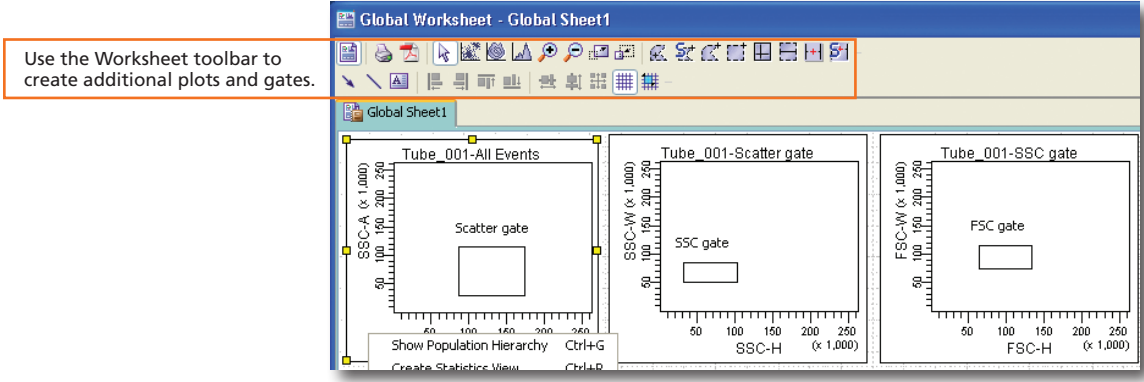 Global Worksheet - Global Sheet1
Use the Worksheet toolbar to
create additional plots and gates.
Global Sheet1
Tube_001-All Events
SSC-A (x 1,000)
50 100 150 200 250
Scatter gate
50 100 150 200 250
Show Population Hierarchy Ctrl+G
Create Statistics View Ctrl+R
Tube_001-Scatter gate
SSC-W (x 1,000)
50 100 150 200 250
SSC gate
50 100 150 200 250
SSC-H (x 1,000)
Tube_001-SSC gate
FSC-W (x 1,000)
50 100 150 200 250
FSC gate
50 100 150 200 250
FSC-H (x 1,000)